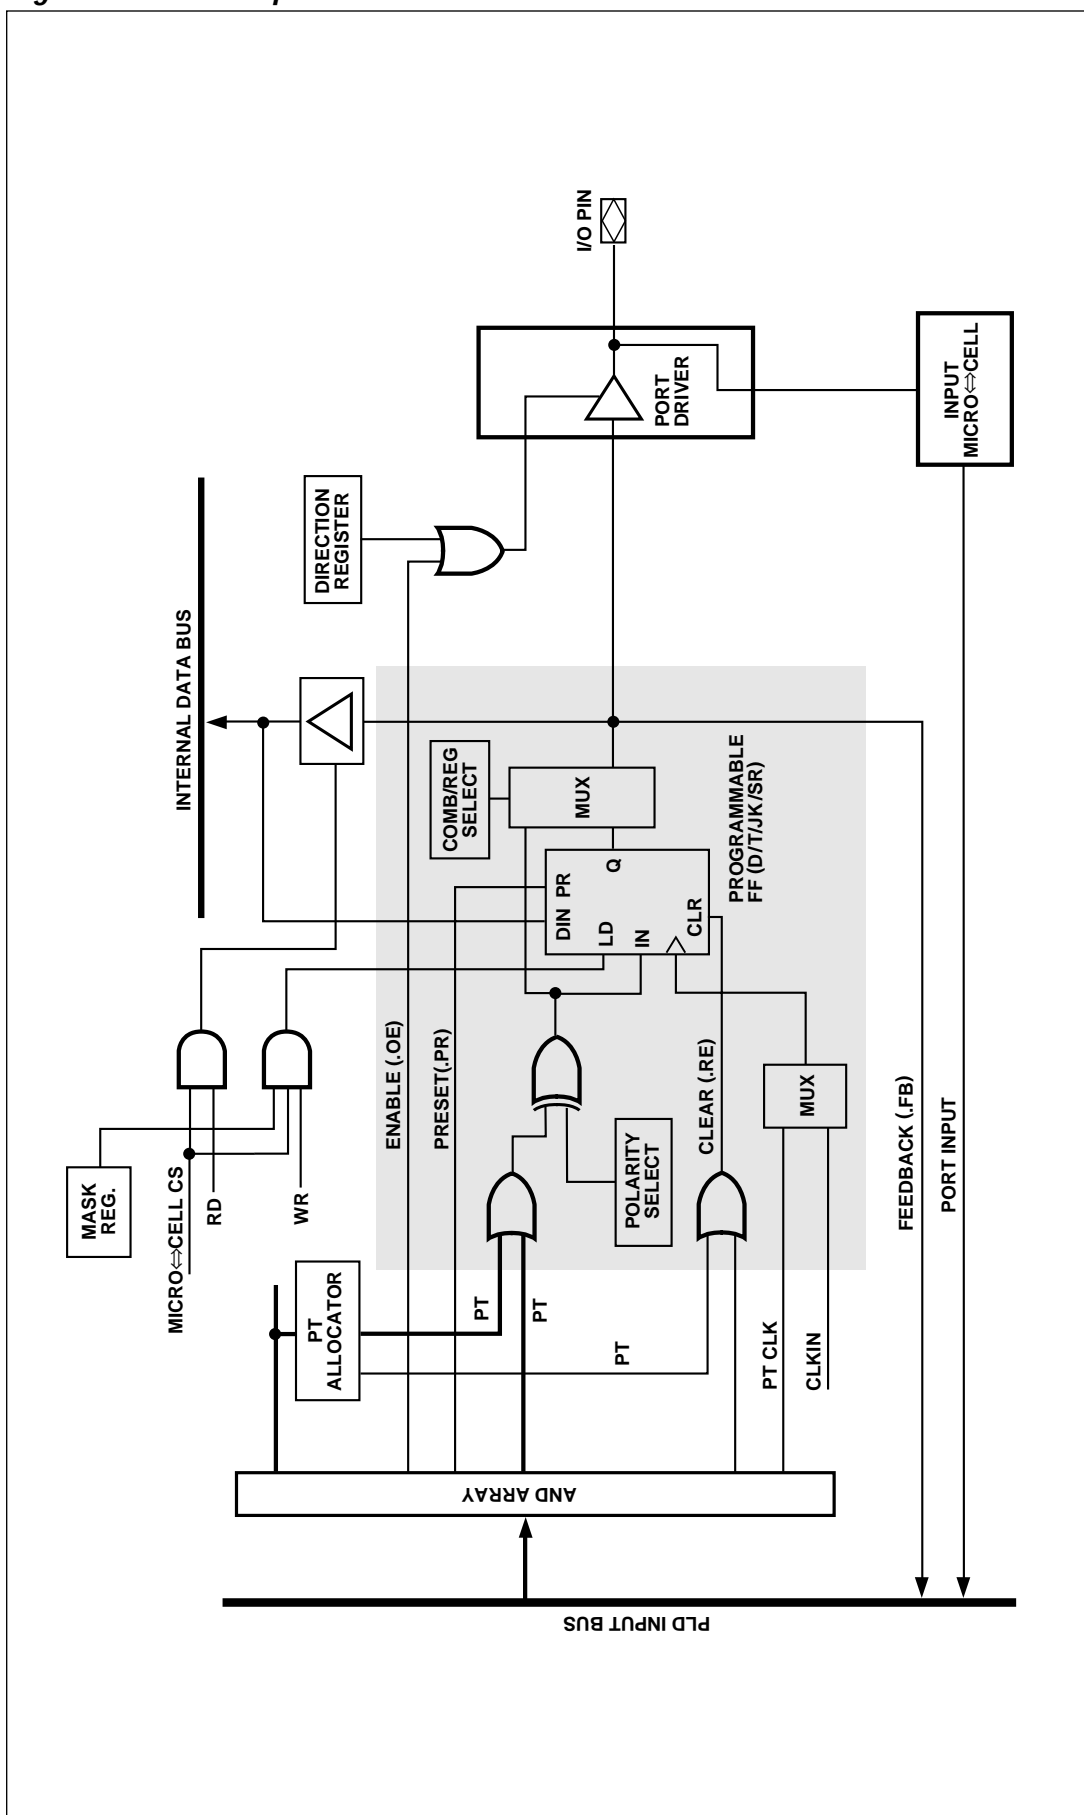 MASK
REG.
MICRO⇔CELL CS
RD
WR
INTERNAL DATA BUS
DIRECTION
REGISTER
PT
ALLOCATOR
ENABLE (.OE)
PRESET(.PR)
COMB/REG
SELECT
PT
PT
PT
POLARITY
SELECT
MUX
DIN
PR
LD
IN
Q
CLR
PROGRAMMABLE
FF (D/T/JK/SR)
CLEAR (.RE)
PT CLK
CLKIN
MUX
PORT
DRIVER
I/O PIN
INPUT
MICRO⇔CELL
FEEDBACK (.FB)
PORT INPUT
AND ARRAY
PLD INPUT BUS